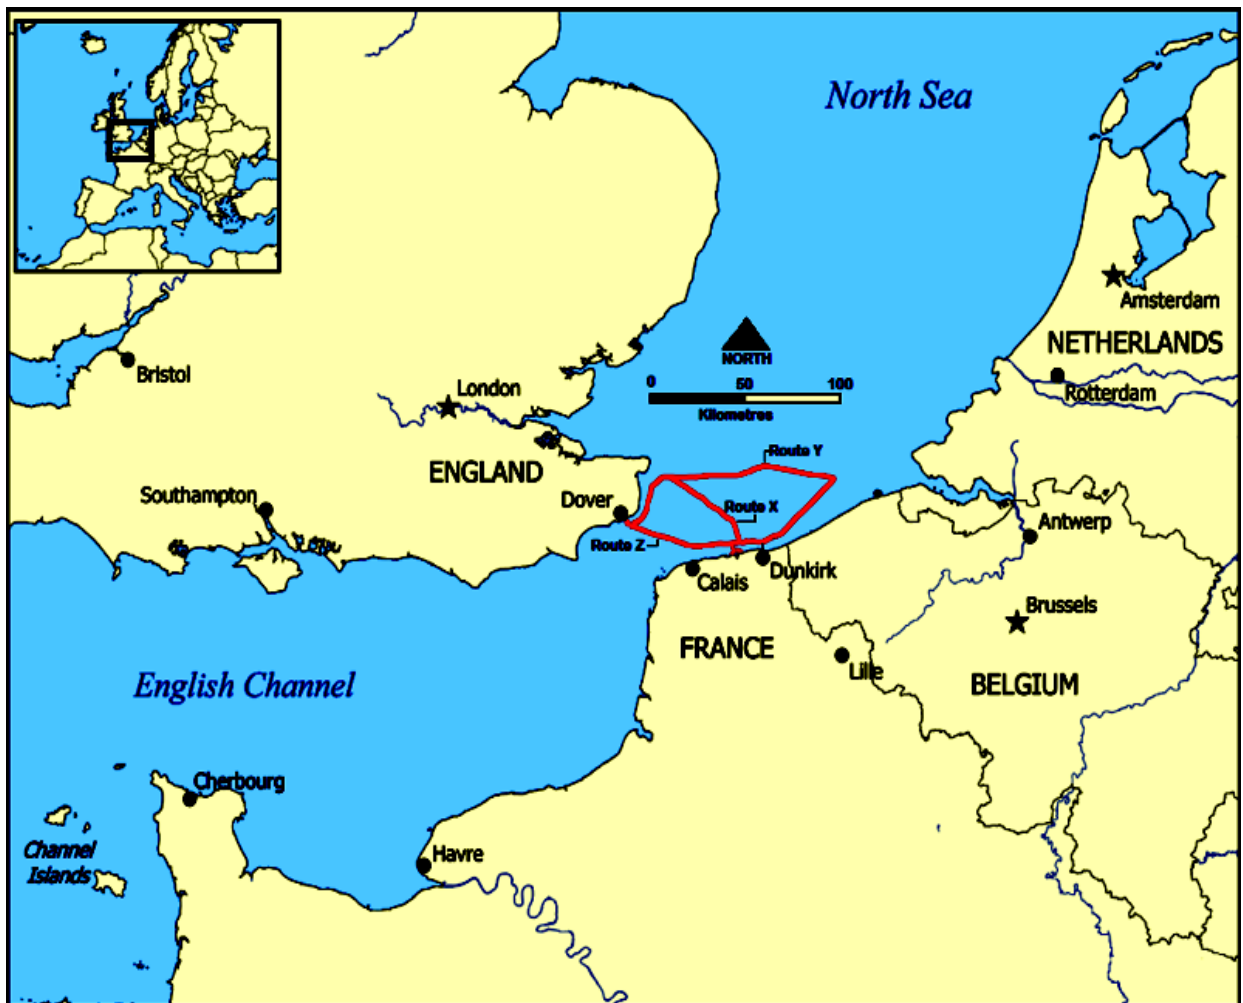 North Sea
Amsterdam
NORTH
NETHERLANDS
Bristol
London
0 50 100
Rotterdam
Kilometres
Route Y
ENGLAND
Southampton
Dover
Route X
Antwerp
Route Z
Dunkirk
Calais
Brussels
FRANCE
Lille
English Channel
BELGIUM
Cherbourg
Channel
Islands
Havre